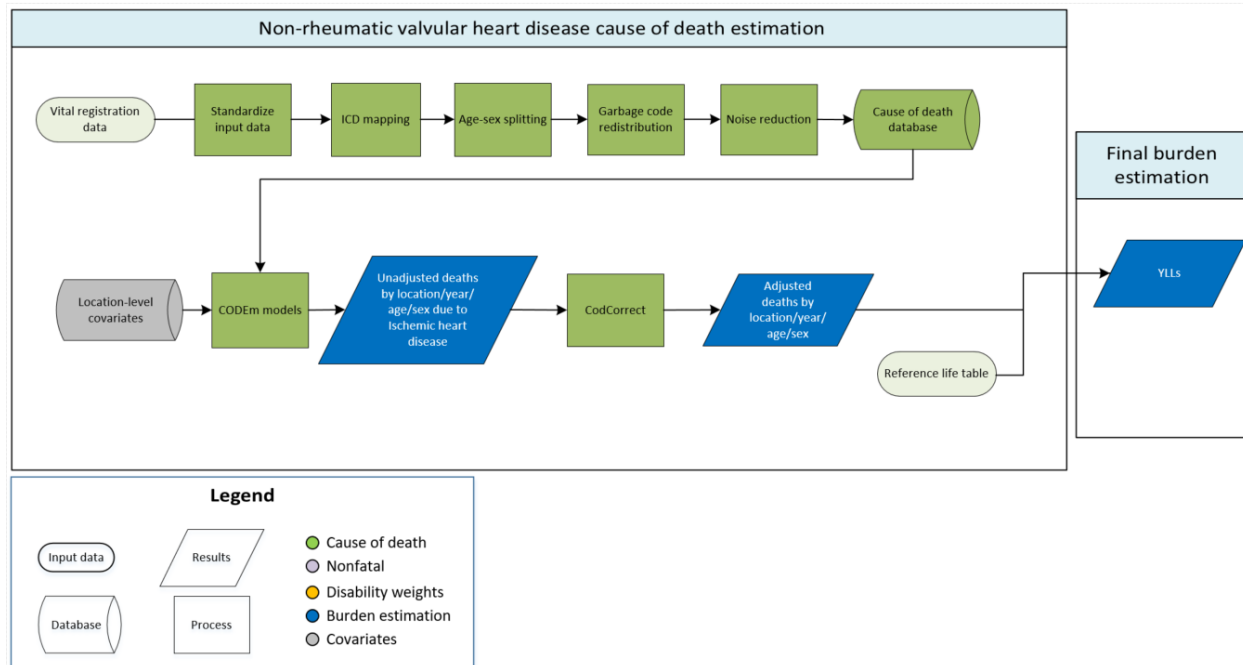 Non-rheumatic valvular heart disease cause of death estimation
Vital registration
data
Standardize
input data
ICD mapping
Age-sex splitting
Garbage code
redistribution
Noise reduction
Cause of death
database
Final burden
estimation
Location-level
covariates
CODEm models
Unadjusted deaths
by location/year/
age/sex due to
Ischemic heart
disease
CodCorrect
Adjusted
deaths by
location/year/
age/sex
YLLs
Reference life table
Legend
Input data
Results
Database
Process
Cause of death
Nonfatal
Disability weights
Burden estimation
Covariates